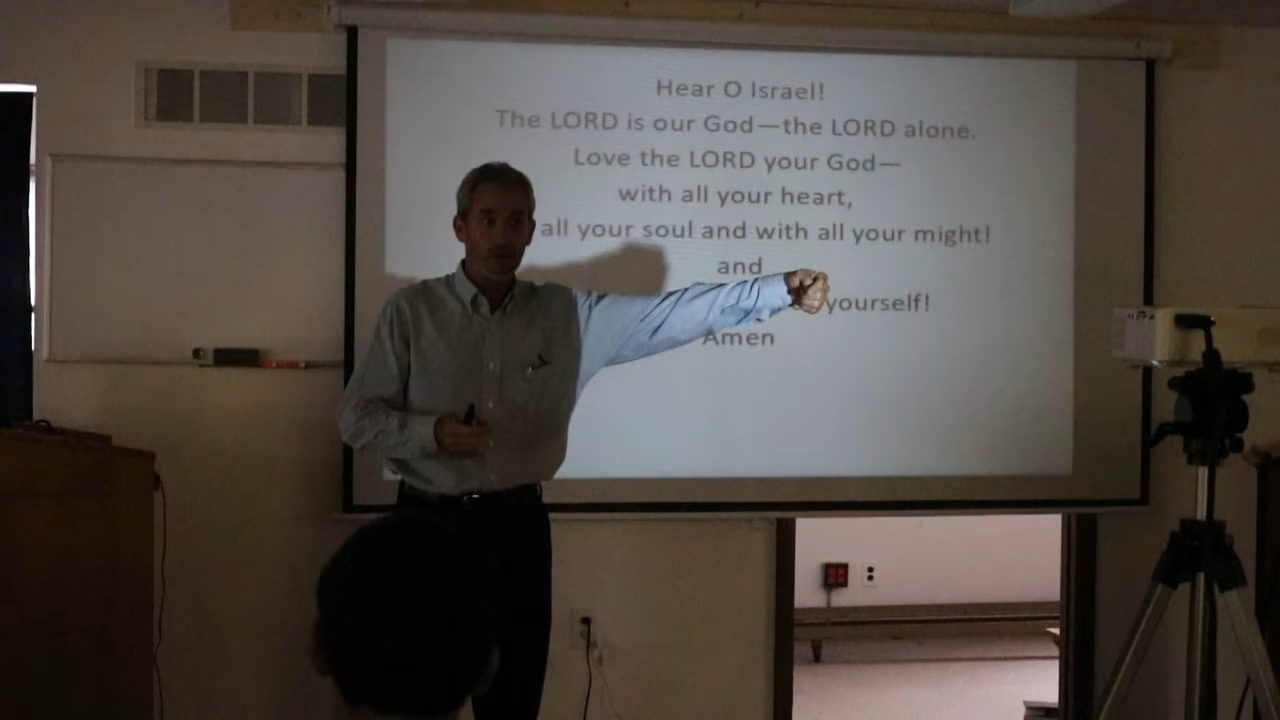 Hear O Israel!
The LORD is our God—the LORD alone.
Love the LORD your God—
with all your heart,
all your soul and with all your might!
and
yourself!
Amen